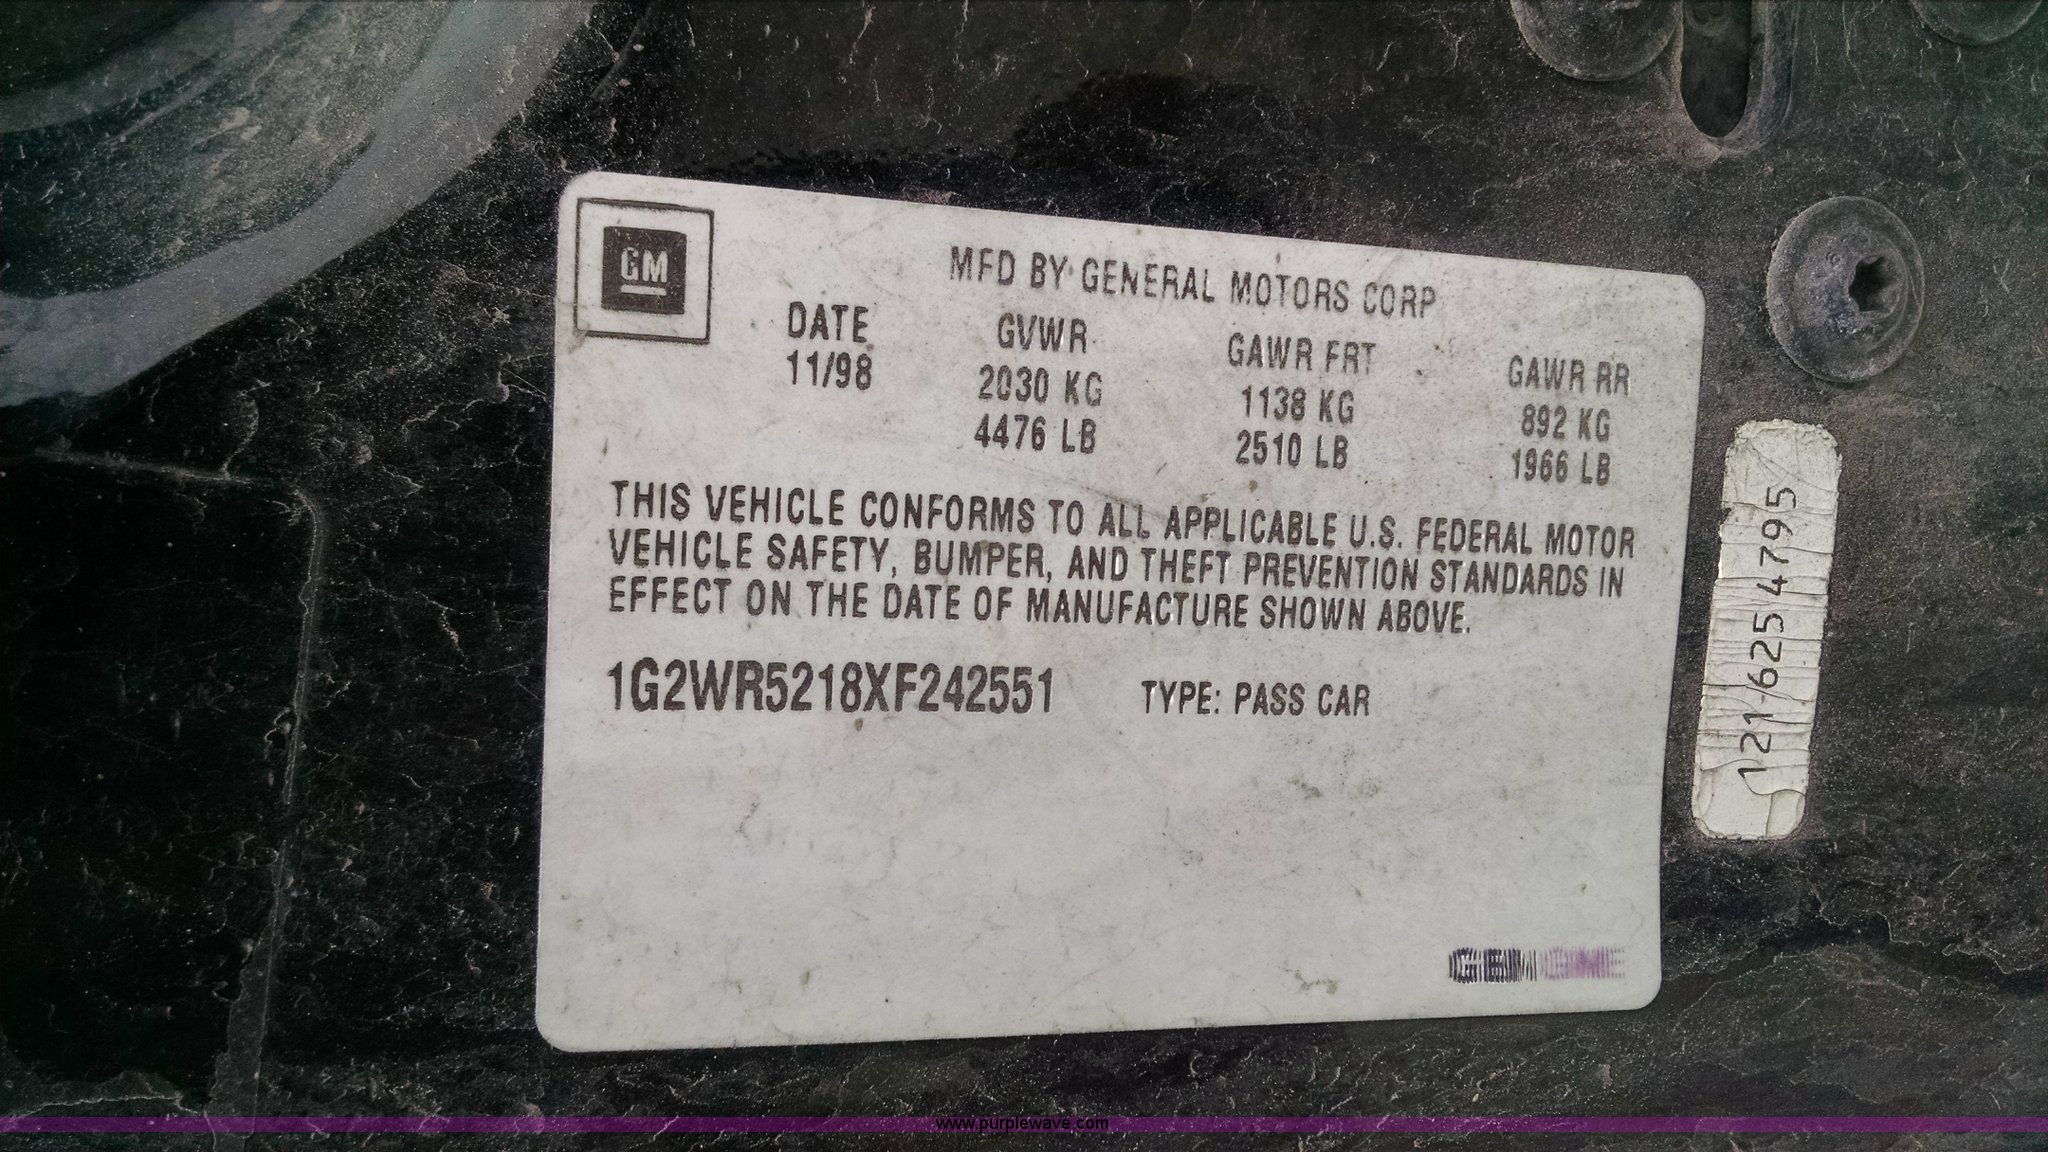 GM
MFD BY GENERAL MOTORS CORP
DATE GVWR GAWR FRT GAWR RR
11/98 2030 KG 1138 KG 892 KG
4476 LB 2510 LB 1966 LB
THIS VEHICLE CONFORMS TO ALL APPLICABLE U.S. FEDERAL MOTOR
VEHICLE SAFETY, BUMPER, AND THEFT PREVENTION STANDARDS IN
EFFECT ON THE DATE OF MANUFACTURE SHOWN ABOVE.
1G2WR5218XF242551 TYPE: PASS CAR
GEN
121 625 4795
www.purplewave.com